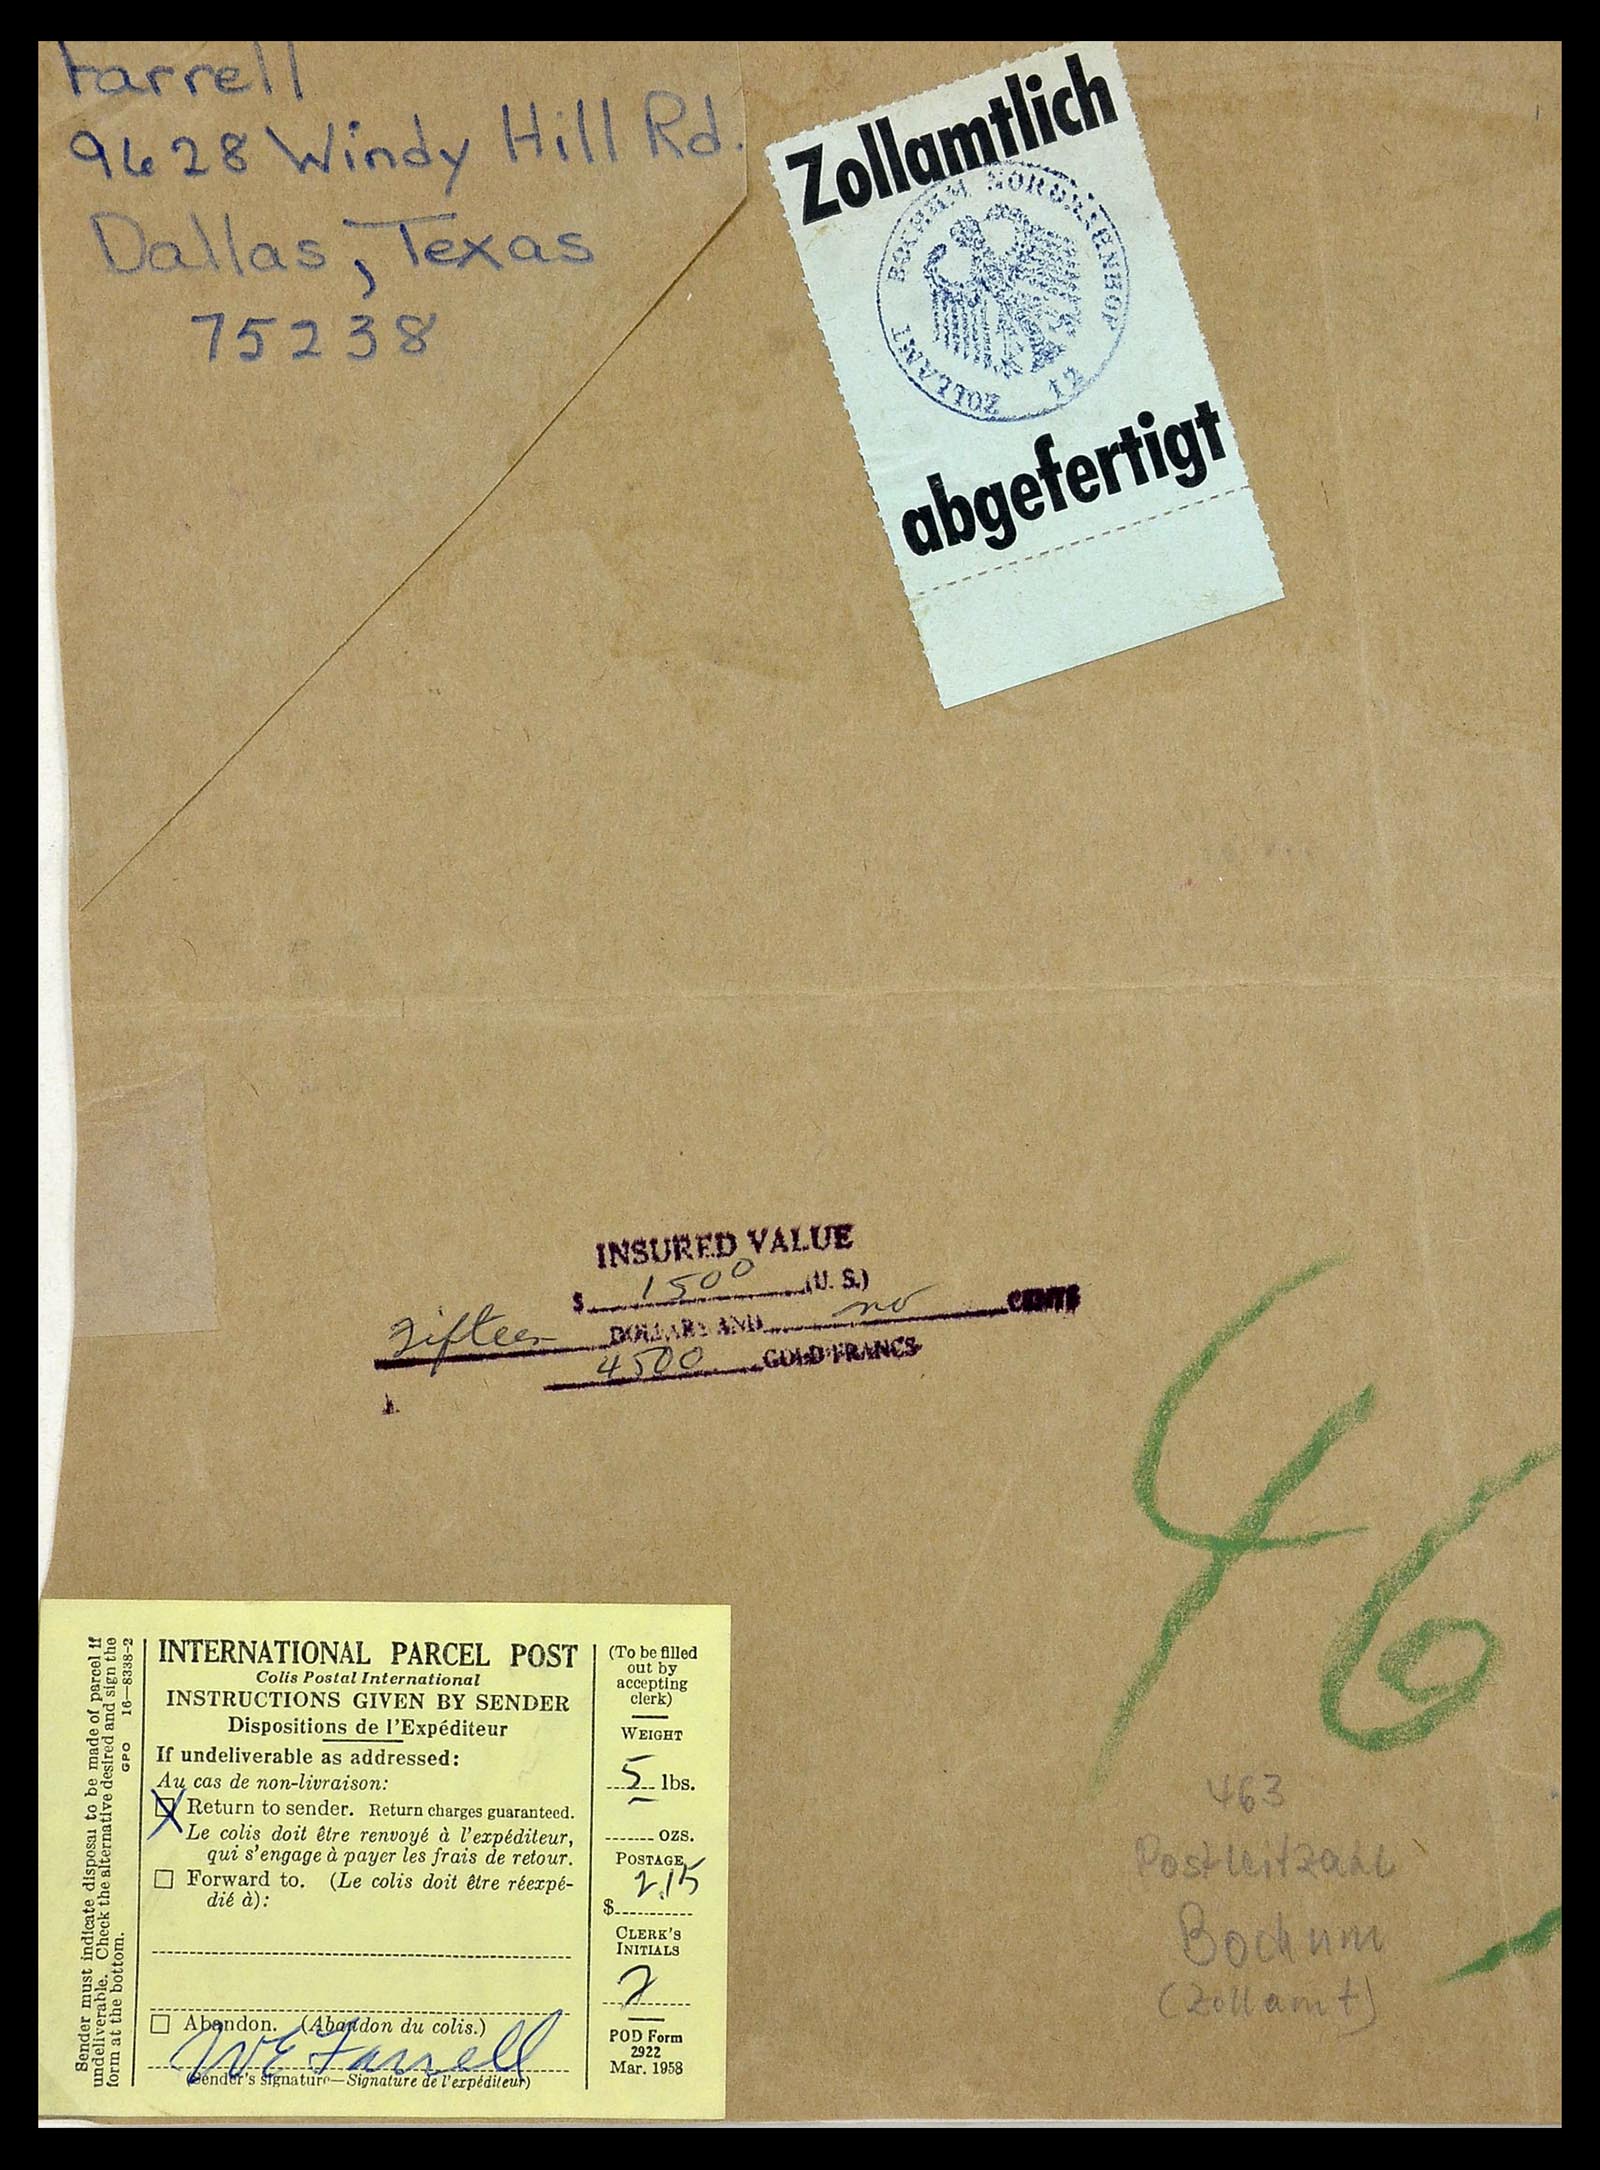 Farrell
9628 Windy Hill Rd.
Dallas, Texas
75238
Zollamtlich
BOCHUM NORDRSENHOF
ZOLLAMT
12
abgefertigt
INSURED VALUE
$ 1500 (U. S.)
Fifteen DOLLARS AND no CENTS
4500 GOLD FRANCS
46
463
Postleitzahl
Bochum
(Zollamt)
Sender must indicate disposal to be made of parcel if
undeliverable. Check the alternative desired and sign the
form at the bottom. GPO 16—8338-2
INTERNATIONAL PARCEL POST
Colis Postal International
INSTRUCTIONS GIVEN BY SENDER
Dispositions de l'Expéditeur
If undeliverable as addressed:
Au cas de non-livraison:
Return to sender. Return charges guaranteed.
Le colis doit être renvoyé à l'expéditeur,
qui s'engage à payer les frais de retour.
Forward to. (Le colis doit être réexpé-
dié à):
Abandon. (Abandon du colis.)
W E Farrell
(Sender's signature—Signature de l'expéditeur)
(To be filled
out by
accepting
clerk)
WEIGHT
5 lbs.
OZS.
POSTAGE
$ 2.15
CLERK'S
INITIALS
POD Form
2922
Mar. 1958